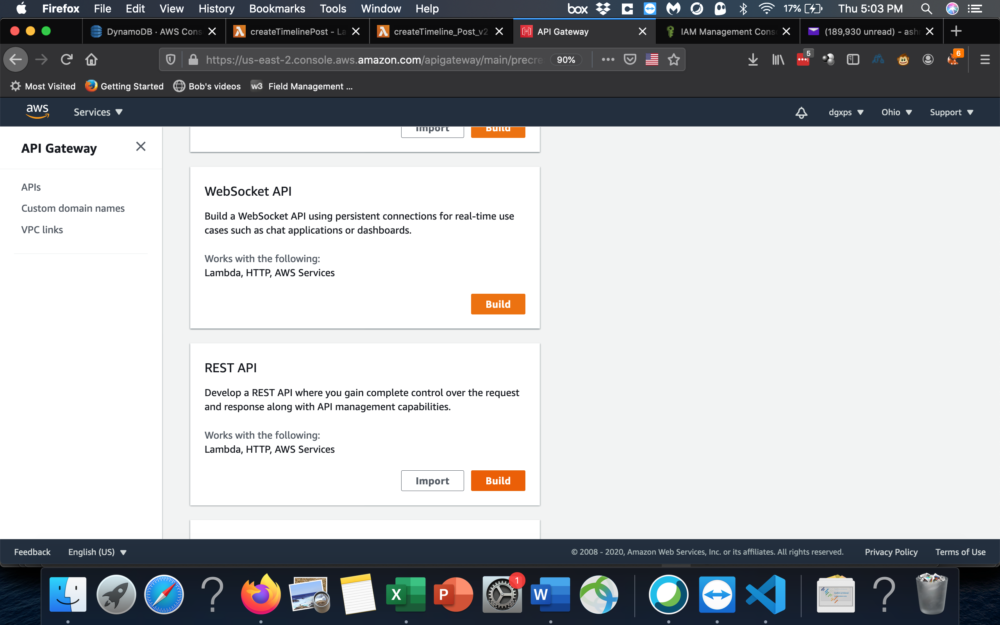 Firefox File Edit View History Bookmarks Tools Window Help box 17% Thu 5:03 PM
DynamoDB · AWS Cons createTimelinePost - La createTimeline_Post_v2 API Gateway IAM Management Cons (189,930 unread) - ash
https://us-east-2.console.aws.amazon.com/apigateway/main/precre 90% 5 6
Most Visited Getting Started Bob's videos w3 Field Management ...
aws Services dgxps Ohio Support
API Gateway
APIs
Custom domain names
VPC links
Import Build
WebSocket API
Build a WebSocket API using persistent connections for real-time use
cases such as chat applications or dashboards.
Works with the following:
Lambda, HTTP, AWS Services
Build
REST API
Develop a REST API where you gain complete control over the request
and response along with API management capabilities.
Works with the following:
Lambda, HTTP, AWS Services
Import Build
Feedback English (US) © 2008 - 2020, Amazon Web Services, Inc. or its affiliates. All rights reserved. Privacy Policy Terms of Use
? X P 1 W ?